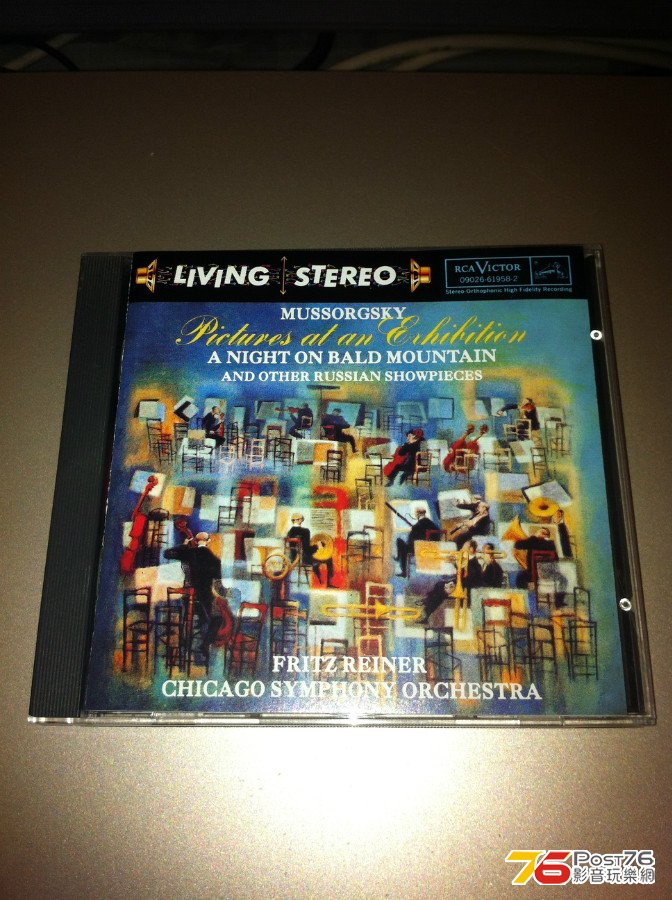 LIVING STEREO
RCA VICTOR
09026-61958-2
Stereo-Orthophonic High Fidelity Recording
MUSSORGSKY
Pictures at an Exhibition
A NIGHT ON BALD MOUNTAIN
AND OTHER RUSSIAN SHOWPIECES
FRITZ REINER
CHICAGO SYMPHONY ORCHESTRA
76 Post76
影音玩樂網